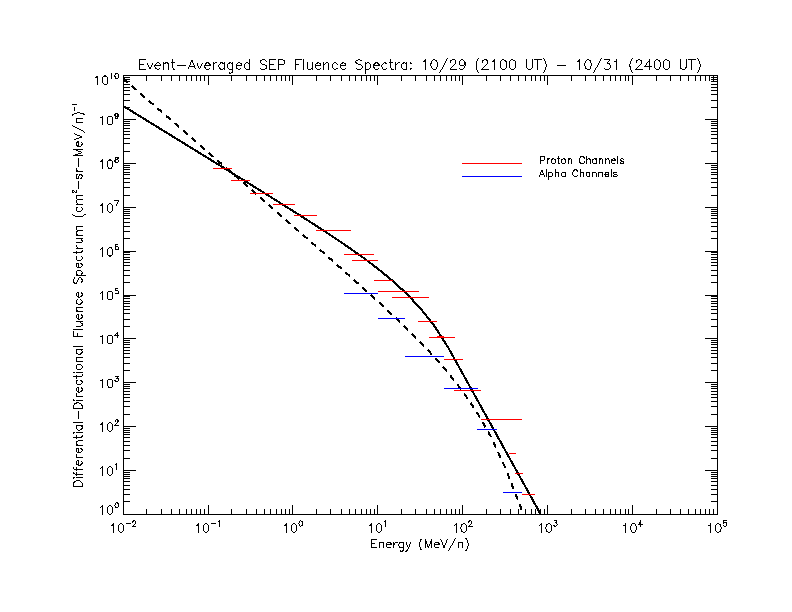 Event-Averaged SEP Fluence Spectra: 10/29 (2100 UT) - 10/31 (2400 UT)
Differential-Directional Fluence Spectrum (cm²-sr-MeV/n)⁻¹
10¹⁰
10⁹
10⁸
10⁷
10⁶
10⁵
10⁴
10³
10²
10¹
10⁰
Proton Channels
Alpha Channels
10⁻² 10⁻¹ 10⁰ 10¹ 10² 10³ 10⁴ 10⁵
Energy (MeV/n)